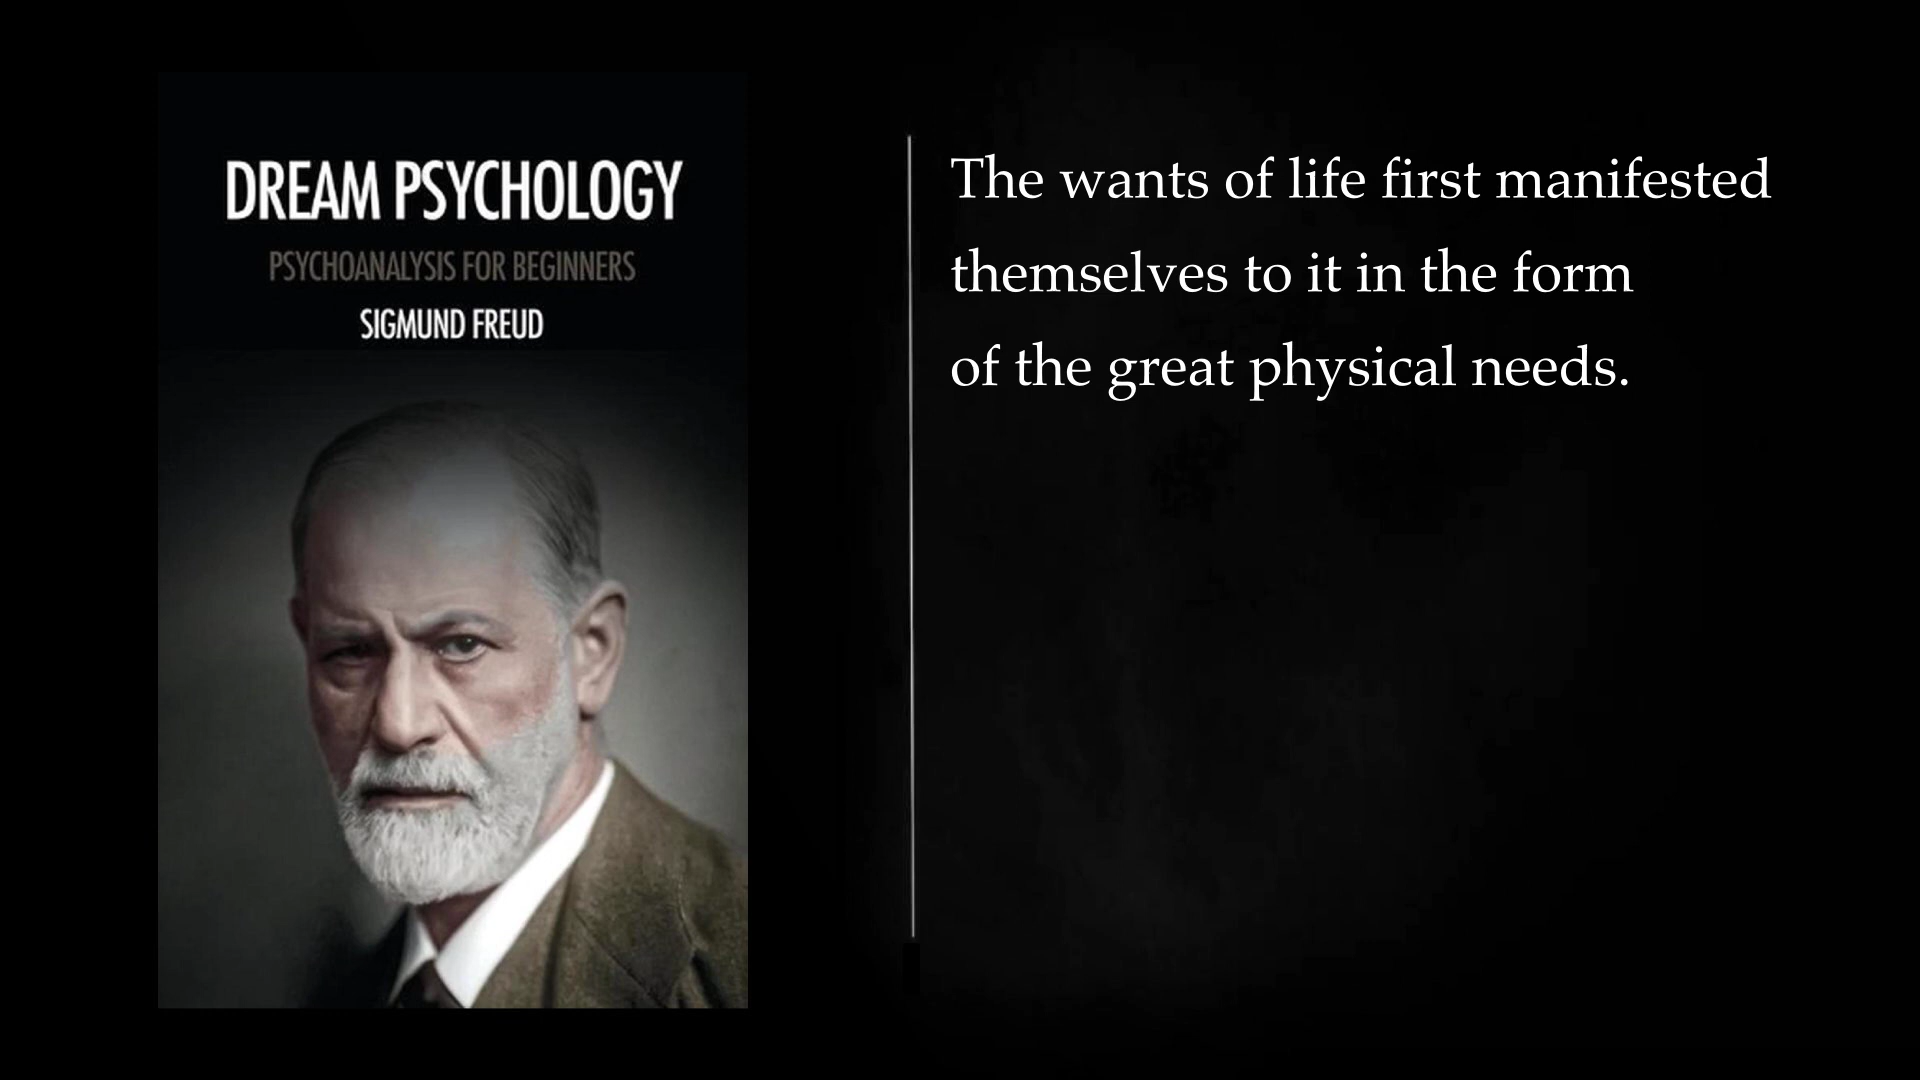 DREAM PSYCHOLOGY
PSYCHOANALYSIS FOR BEGINNERS
SIGMUND FREUD
The wants of life first manifested
themselves to it in the form
of the great physical needs.